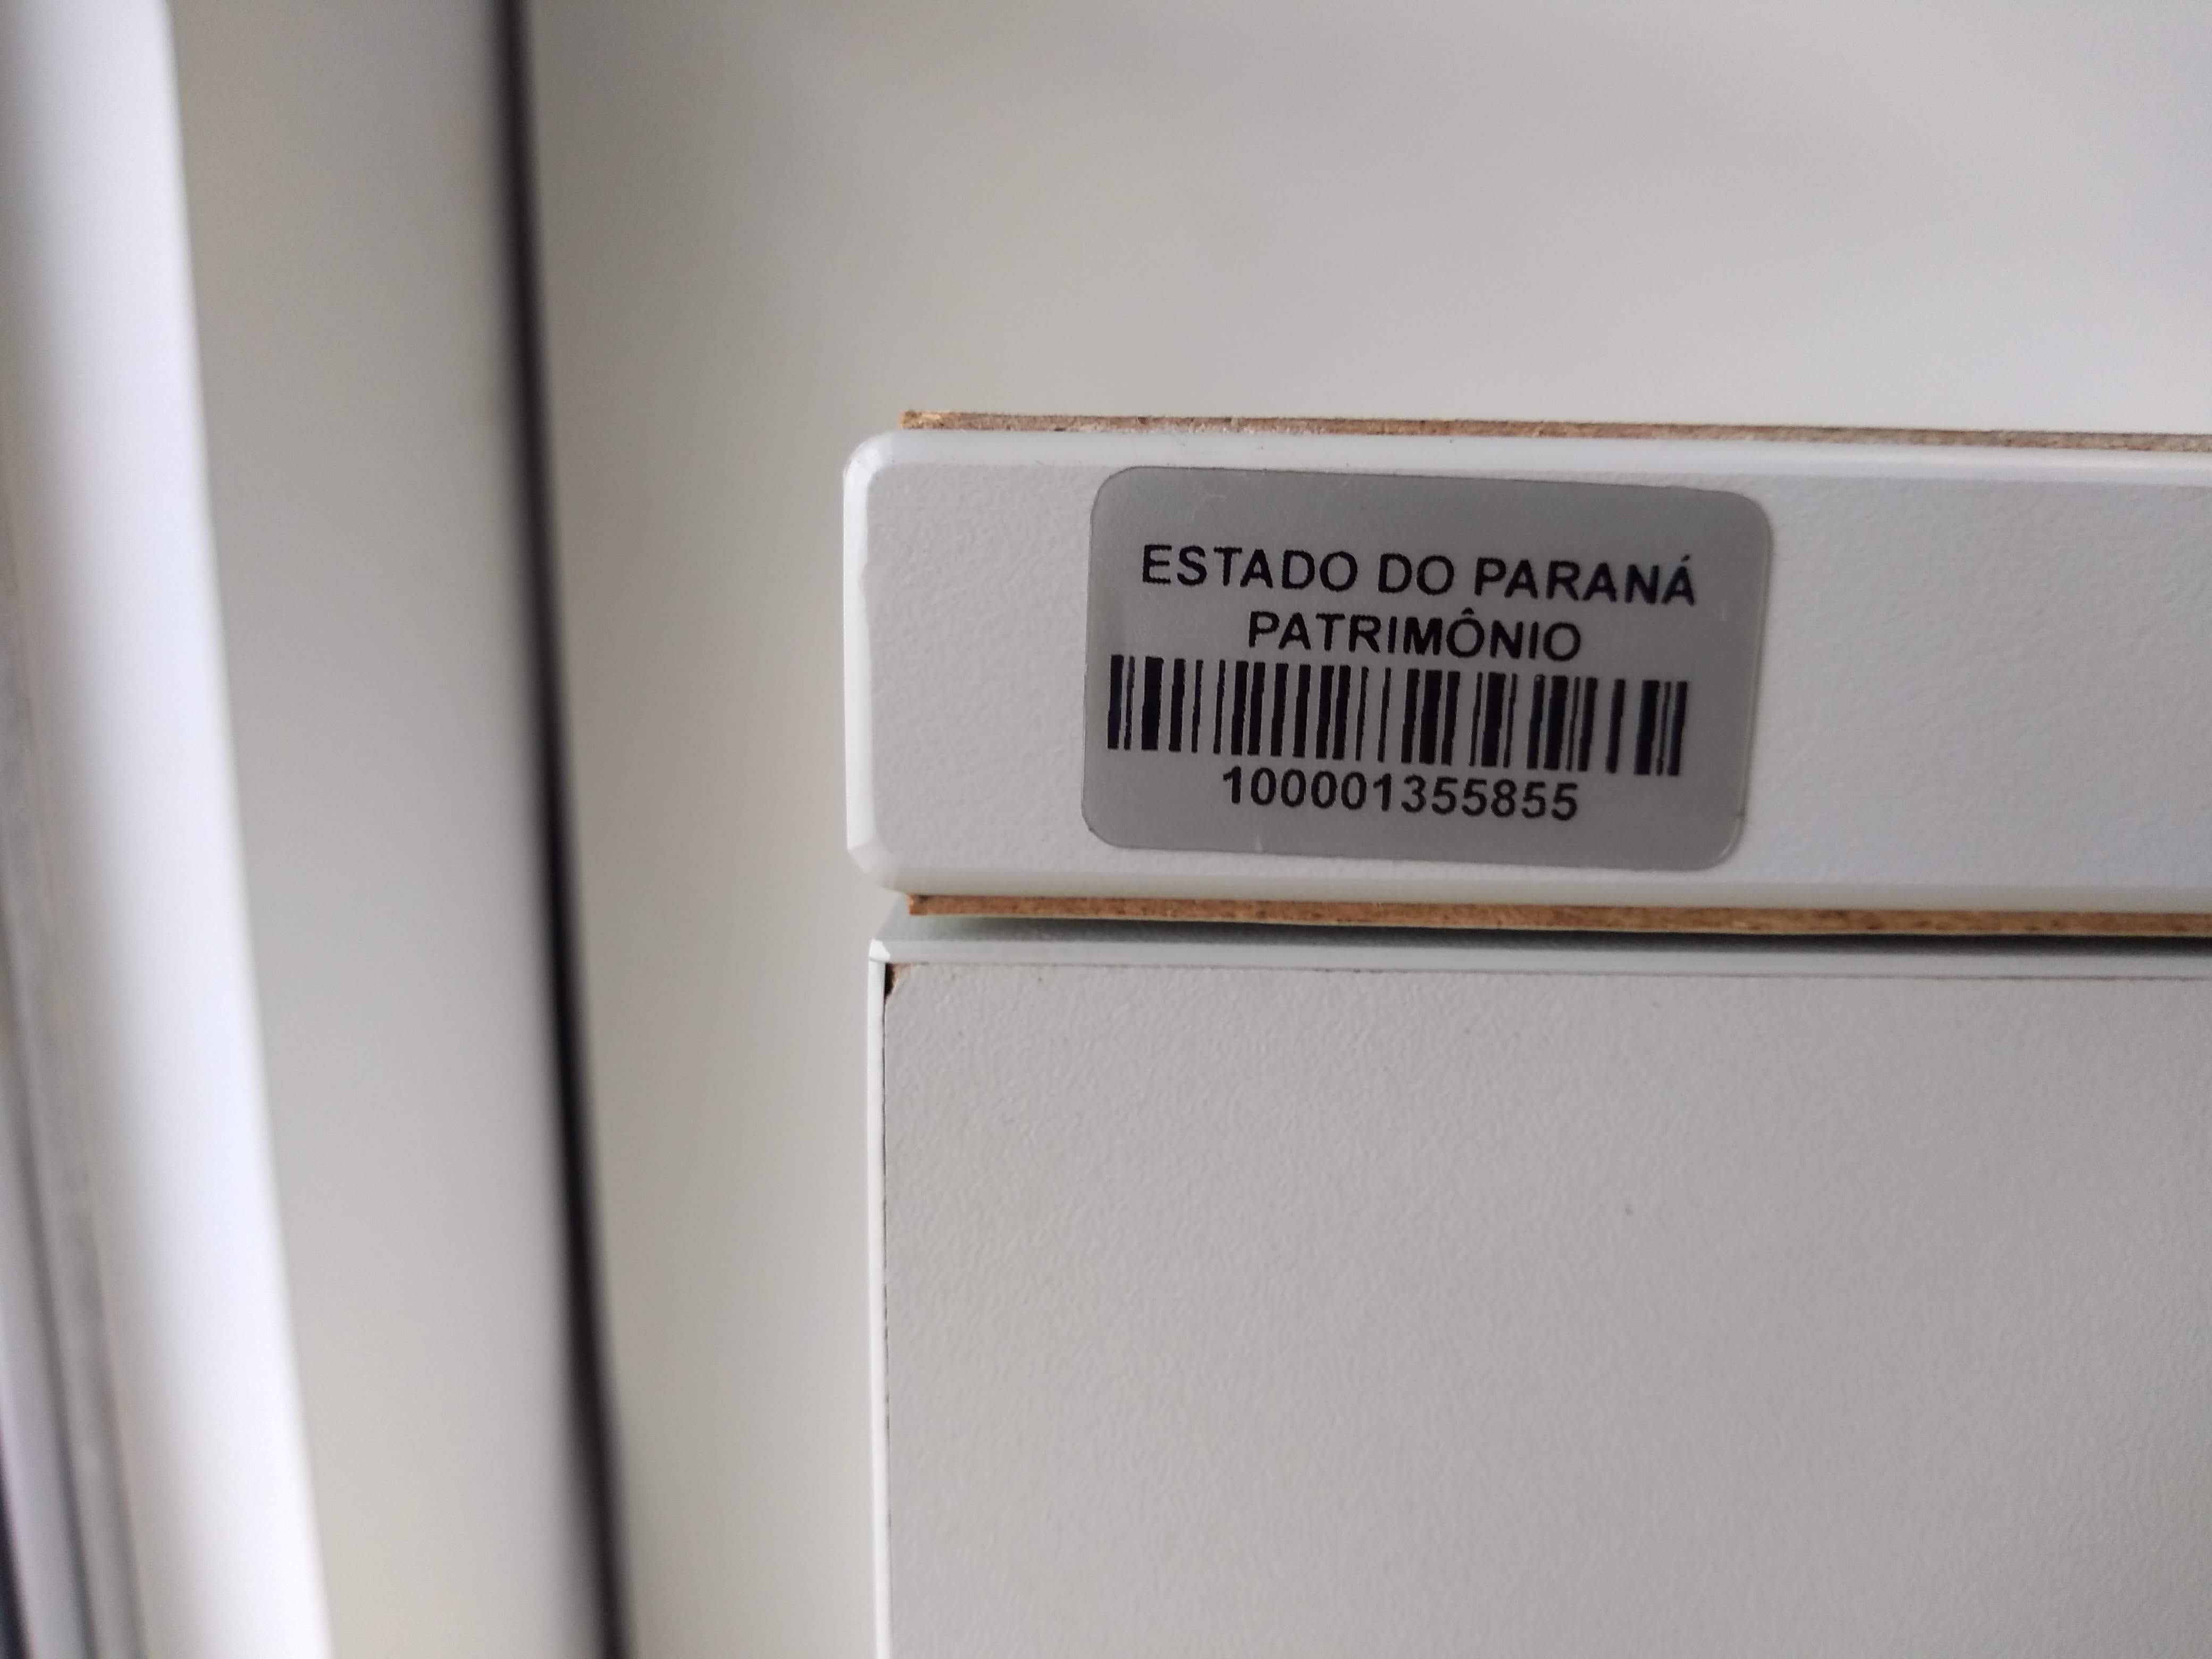 ESTADO DO PARANÁ
PATRIMÔNIO
100001355855